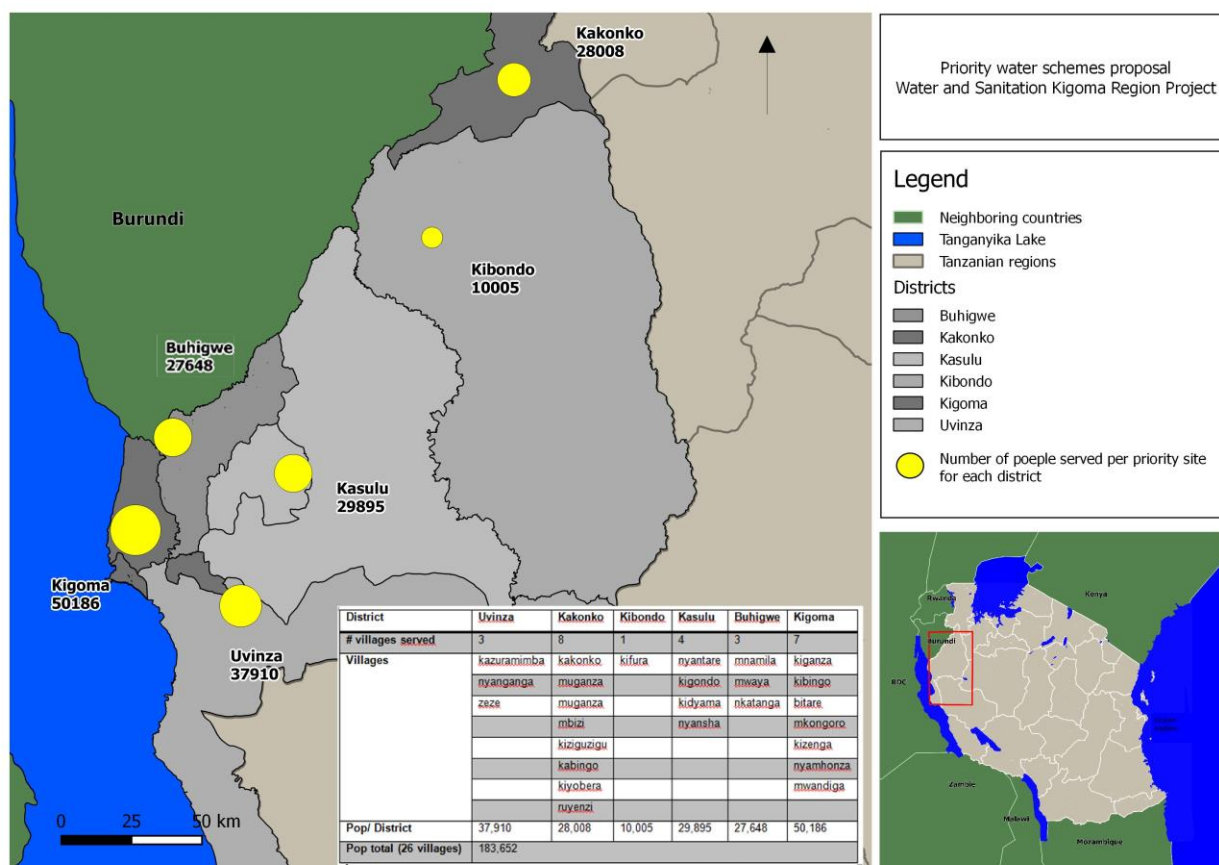 Kakonko
28008
Burundi
Kibondo
10005
Buhigwe
27648
Kasulu
29895
Kigoma
50186
Uvinza
37910
0 25 50 km
District Uvinza Kakonko Kibondo Kasulu Buhigwe Kigoma
# villages served 3 8 1 4 3 7
Villages kazuramimba kakonko kifura nyantare mnamila kiganza
nyanganga muganza kigondo mwaya kibingo
zeze muganza kidyama nkatanga bitare
mbizi nyansha mkongoro
kiziguzigu kizenga
kabingo nyamhonza
kiyobera mwandiga
ruyenzi
Pop/ District 37,910 28,008 10,005 29,895 27,648 50,186
Pop total (26 villages) 183,652
Priority water schemes proposal
Water and Sanitation Kigoma Region Project
Legend
Neighboring countries
Tanganyika Lake
Tanzanian regions
Districts
Buhigwe
Kakonko
Kasulu
Kibondo
Kigoma
Uvinza
Number of poeple served per priority site
for each district
Rwanda
Kenya
Burundi
RDC
Zambie
Malawi
Mozambique